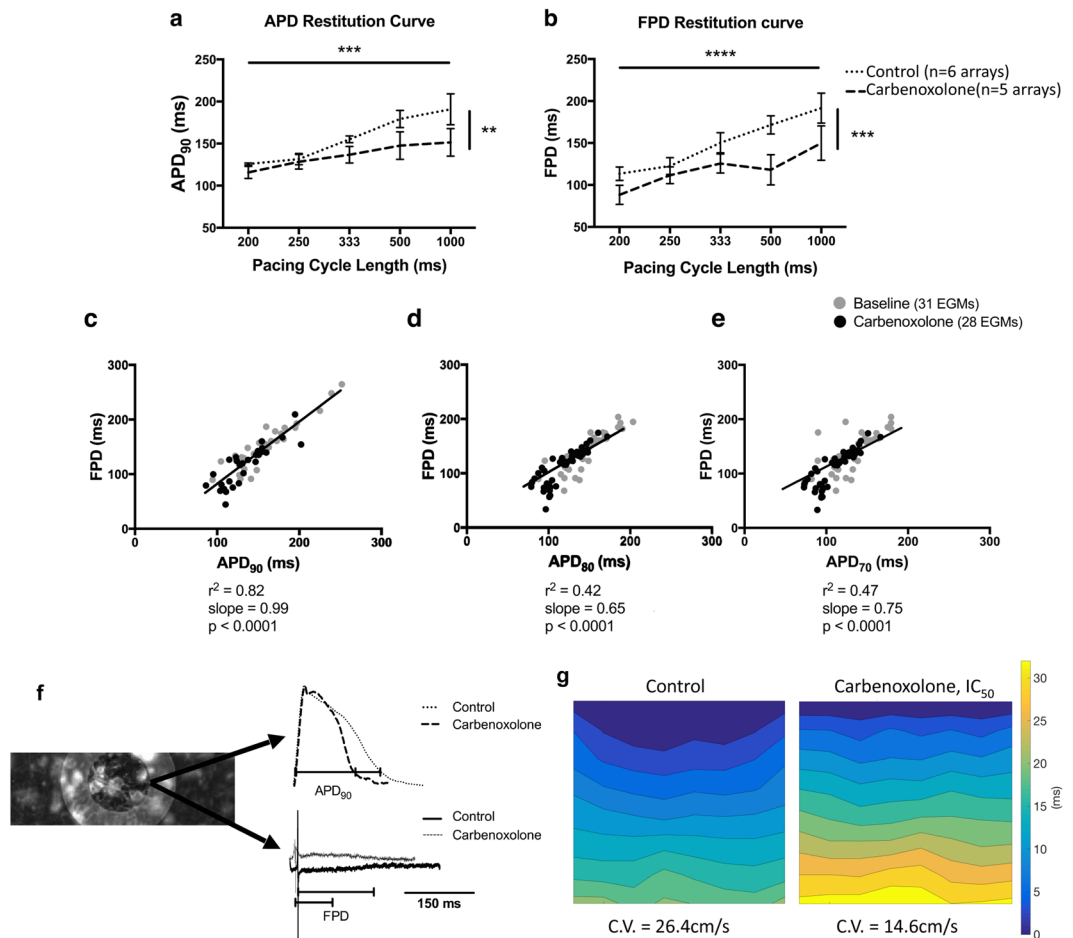 a APD Restitution Curve
***
250
200
150
100
50
APD90 (ms)
**
200 250 333 500 1000
Pacing Cycle Length (ms)
b FPD Restitution curve
****
250
200
150
100
50
FPD (ms)
***
200 250 333 500 1000
Pacing Cycle Length (ms)
Control (n=6 arrays)
Carbenoxolone(n=5 arrays)
Baseline (31 EGMs)
Carbenoxolone (28 EGMs)
c
300
200
100
0
FPD (ms)
0 100 200 300
APD90 (ms)
r2 = 0.82
slope = 0.99
p < 0.0001
d
300
200
100
0
FPD (ms)
0 100 200 300
APD80 (ms)
r2 = 0.42
slope = 0.65
p < 0.0001
e
300
200
100
0
FPD (ms)
0 100 200 300
APD70 (ms)
r2 = 0.47
slope = 0.75
p < 0.0001
f
Control
Carbenoxolone
APD90
Control
Carbenoxolone
FPD
150 ms
g
Control
C.V. = 26.4cm/s
Carbenoxolone, IC50
C.V. = 14.6cm/s
30
25
20
15
10
5
0
(ms)